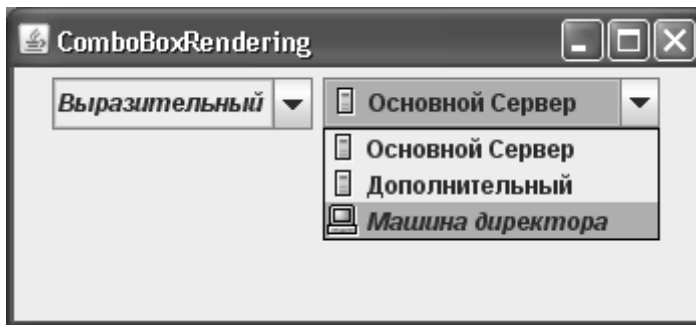 ComboBoxRendering
Выразительный
Основной Сервер
Основной Сервер
Дополнительный
Машина директора